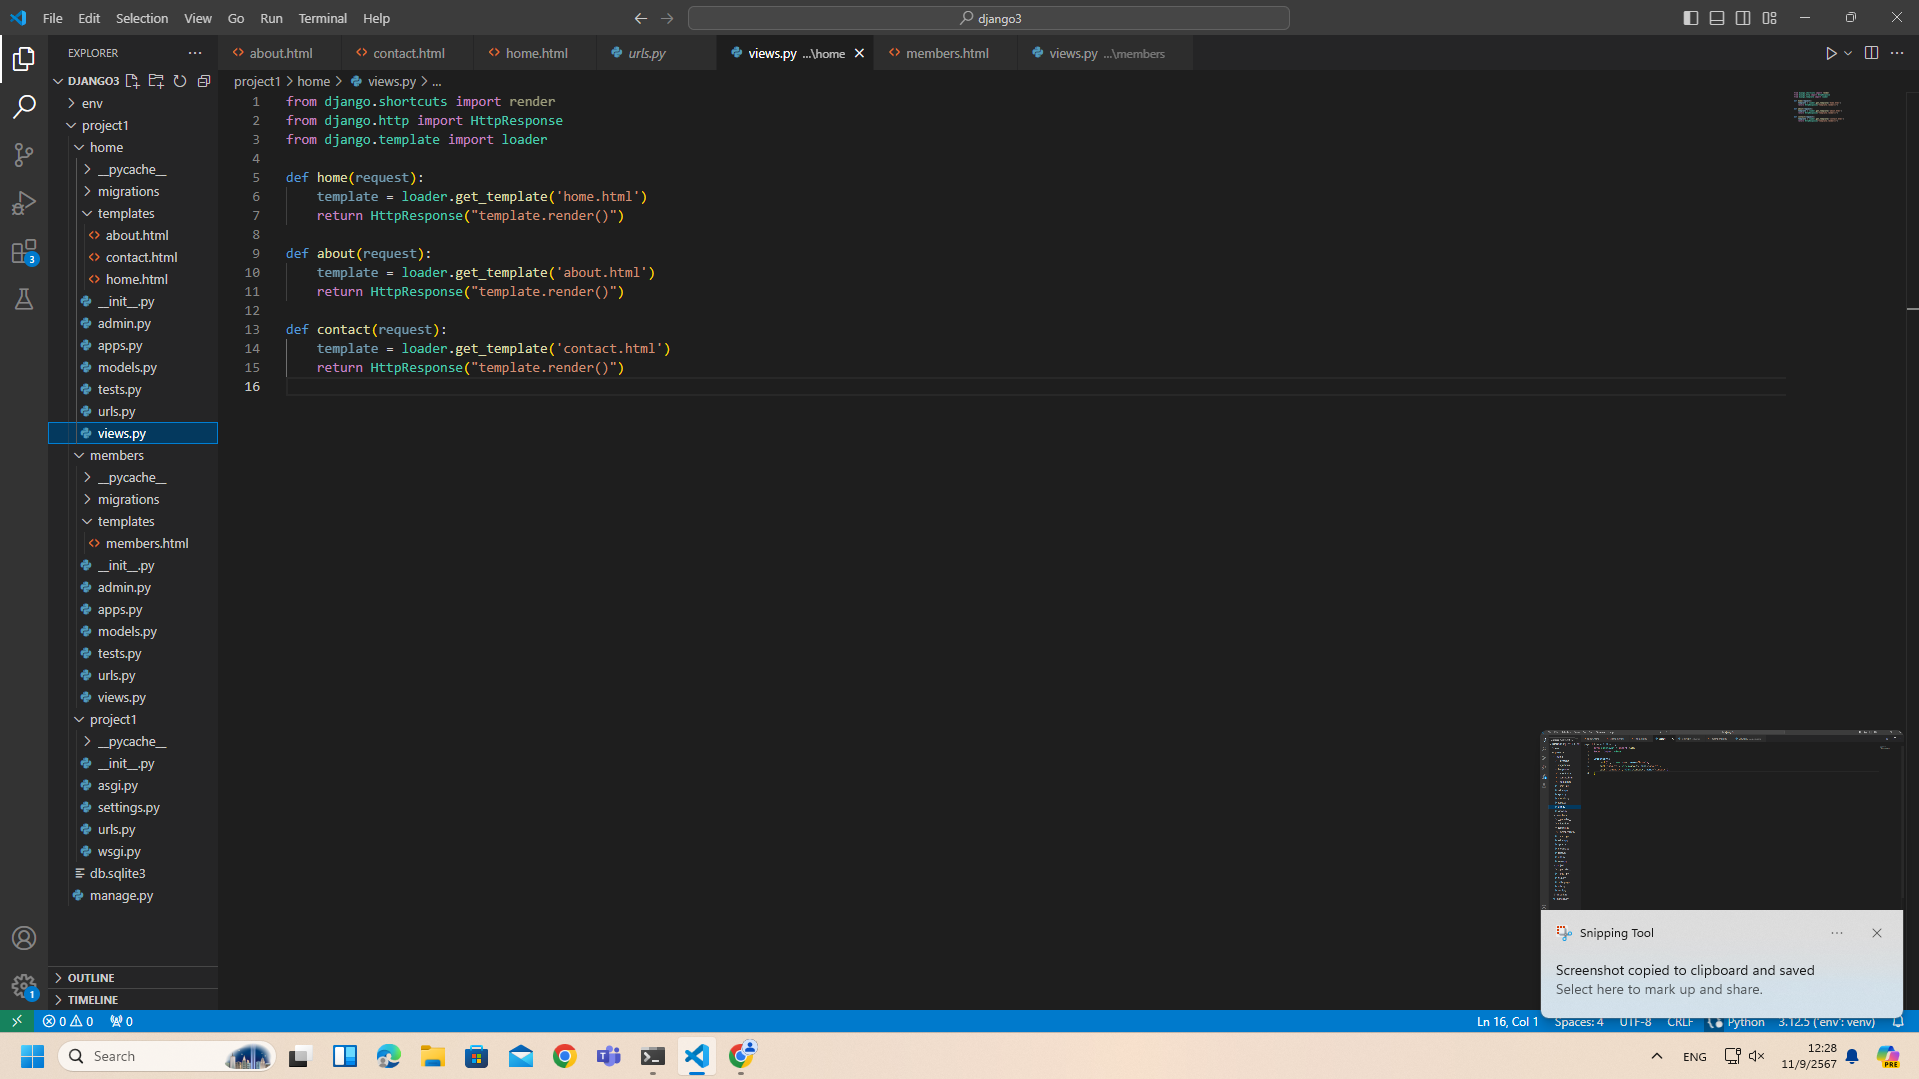 File Edit Selection View Go Run Terminal Help
django3
EXPLORER
about.html
contact.html
home.html
urls.py
views.py ...\home
members.html
views.py ...\members
DJANGO3
project1 > home > views.py > ...
env
project1
home
__pycache__
migrations
templates
about.html
contact.html
home.html
__init__.py
admin.py
apps.py
models.py
tests.py
urls.py
views.py
members
__pycache__
migrations
templates
members.html
__init__.py
admin.py
apps.py
models.py
tests.py
urls.py
views.py
project1
__pycache__
__init__.py
asgi.py
settings.py
urls.py
wsgi.py
db.sqlite3
manage.py
OUTLINE
TIMELINE
3
1
1 from django.shortcuts import render
2 from django.http import HttpResponse
3 from django.template import loader
4
5 def home(request):
6 template = loader.get_template('home.html')
7 return HttpResponse("template.render()")
8
9 def about(request):
10 template = loader.get_template('about.html')
11 return HttpResponse("template.render()")
12
13 def contact(request):
14 template = loader.get_template('contact.html')
15 return HttpResponse("template.render()")
16
Snipping Tool
Screenshot copied to clipboard and saved
Select here to mark up and share.
0 0 0
Ln 16, Col 1 Spaces: 4 UTF-8 CRLF Python 3.12.5 ('env': venv)
Search
ENG
12:28
11/9/2567
PRE